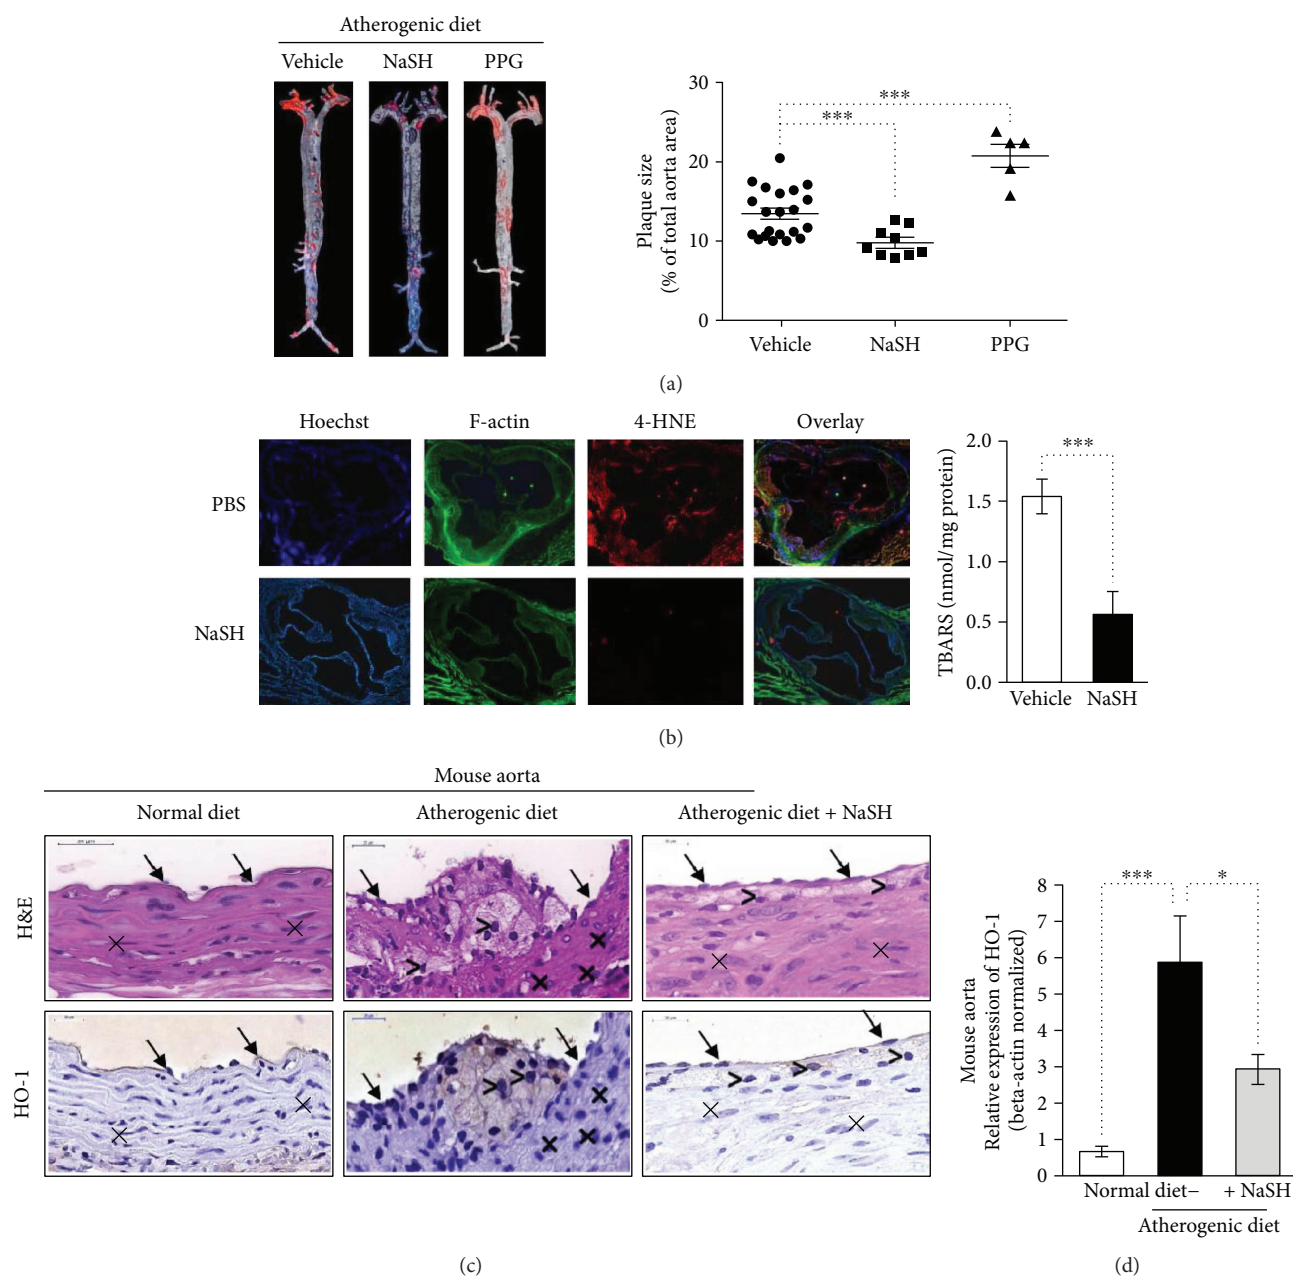 Atherogenic diet
Vehicle NaSH PPG
30
20
10
0
Plaque size
(% of total aorta area)
***
***
Vehicle NaSH PPG
(a)
Hoechst F-actin 4-HNE Overlay
PBS
NaSH
2.0
1.5
1.0
0.5
0.0
TBARS (nmol/mg protein)
***
Vehicle NaSH
(b)
Mouse aorta
Normal diet Atherogenic diet Atherogenic diet + NaSH
H&E
HO-1
(c)
Mouse aorta
Relative expression of HO-1
(beta-actin normalized)
8
7
6
5
4
3
2
1
0
*** *
Normal diet− + NaSH
Atherogenic diet
(d)